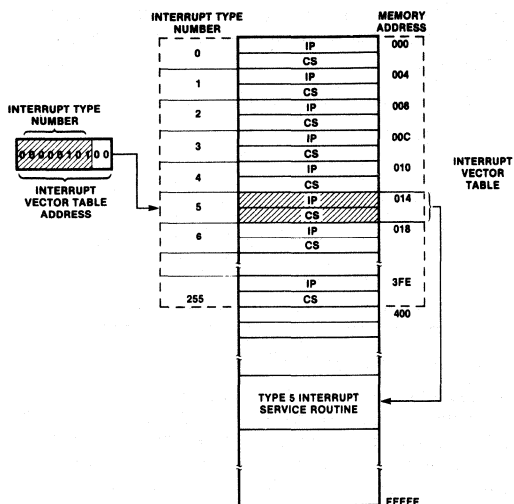 INTERRUPT TYPE
NUMBER
MEMORY
ADDRESS
0
IP
000
CS
1
IP
004
CS
2
IP
008
CS
3
IP
00C
CS
4
IP
010
CS
5
IP
014
CS
6
IP
018
CS
IP
3FE
255
CS
400
INTERRUPT TYPE
NUMBER
0000010100
INTERRUPT
VECTOR TABLE
ADDRESS
INTERRUPT
VECTOR
TABLE
TYPE 5 INTERRUPT
SERVICE ROUTINE
FFFFF